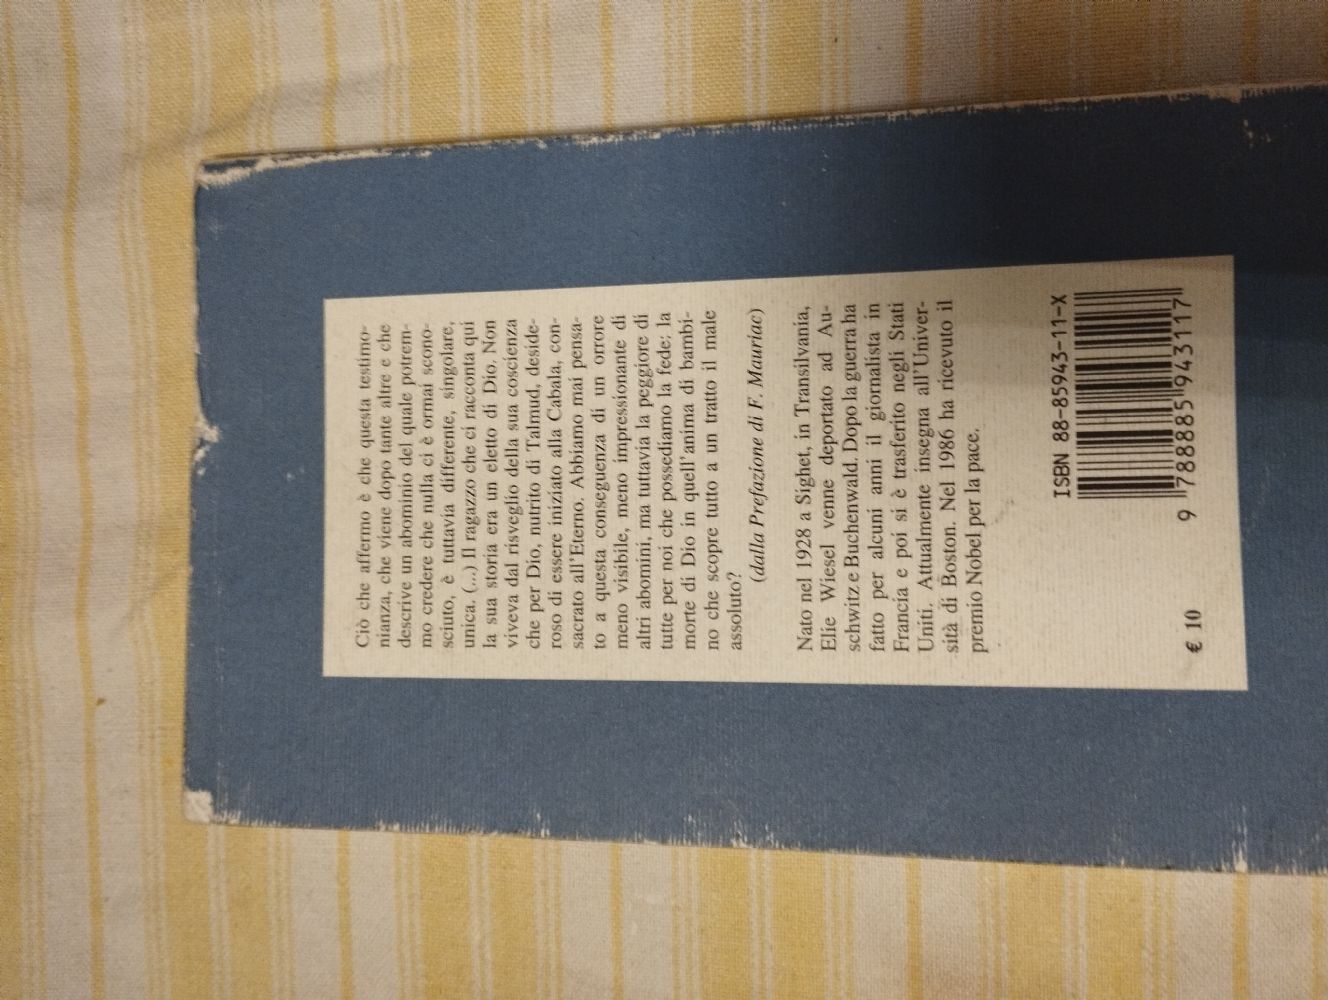 Ciò che affermo è che questa testimo-
nianza, che viene dopo tante altre e che
descrive un abominio del quale potrem-
mo credere che nulla ci è ormai scono-
sciuto, è tuttavia differente, singolare,
unica. (...) Il ragazzo che ci racconta qui
la sua storia era un eletto di Dio. Non
viveva dal risveglio della sua coscienza
che per Dio, nutrito di Talmud, deside-
roso di essere iniziato alla Cabala, con-
sacrato all'Eterno. Abbiamo mai pensa-
to a questa conseguenza di un orrore
meno visibile, meno impressionante di
altri abomini, ma tuttavia la peggiore di
tutte per noi che possediamo la fede: la
morte di Dio in quell'anima di bambi-
no che scopre tutto a un tratto il male
assoluto?
(dalla Prefazione di F. Mauriac)
Nato nel 1928 a Sighet, in Transilvania,
Elie Wiesel venne deportato ad Au-
schwitz e Buchenwald. Dopo la guerra ha
fatto per alcuni anni il giornalista in
Francia e poi si è trasferito negli Stati
Uniti. Attualmente insegna all'Univer-
sità di Boston. Nel 1986 ha ricevuto il
premio Nobel per la pace.
ISBN 88-85943-11-X
9 788885 943117
€ 10